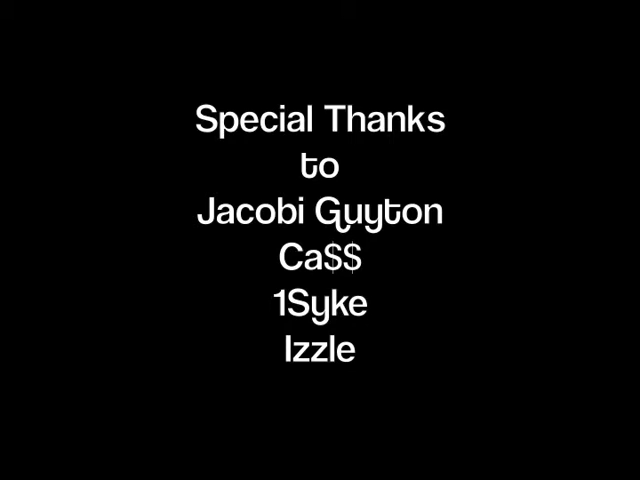 Special Thanks
to
Jacobi Guyton
Ca$$
1Syke
Izzle